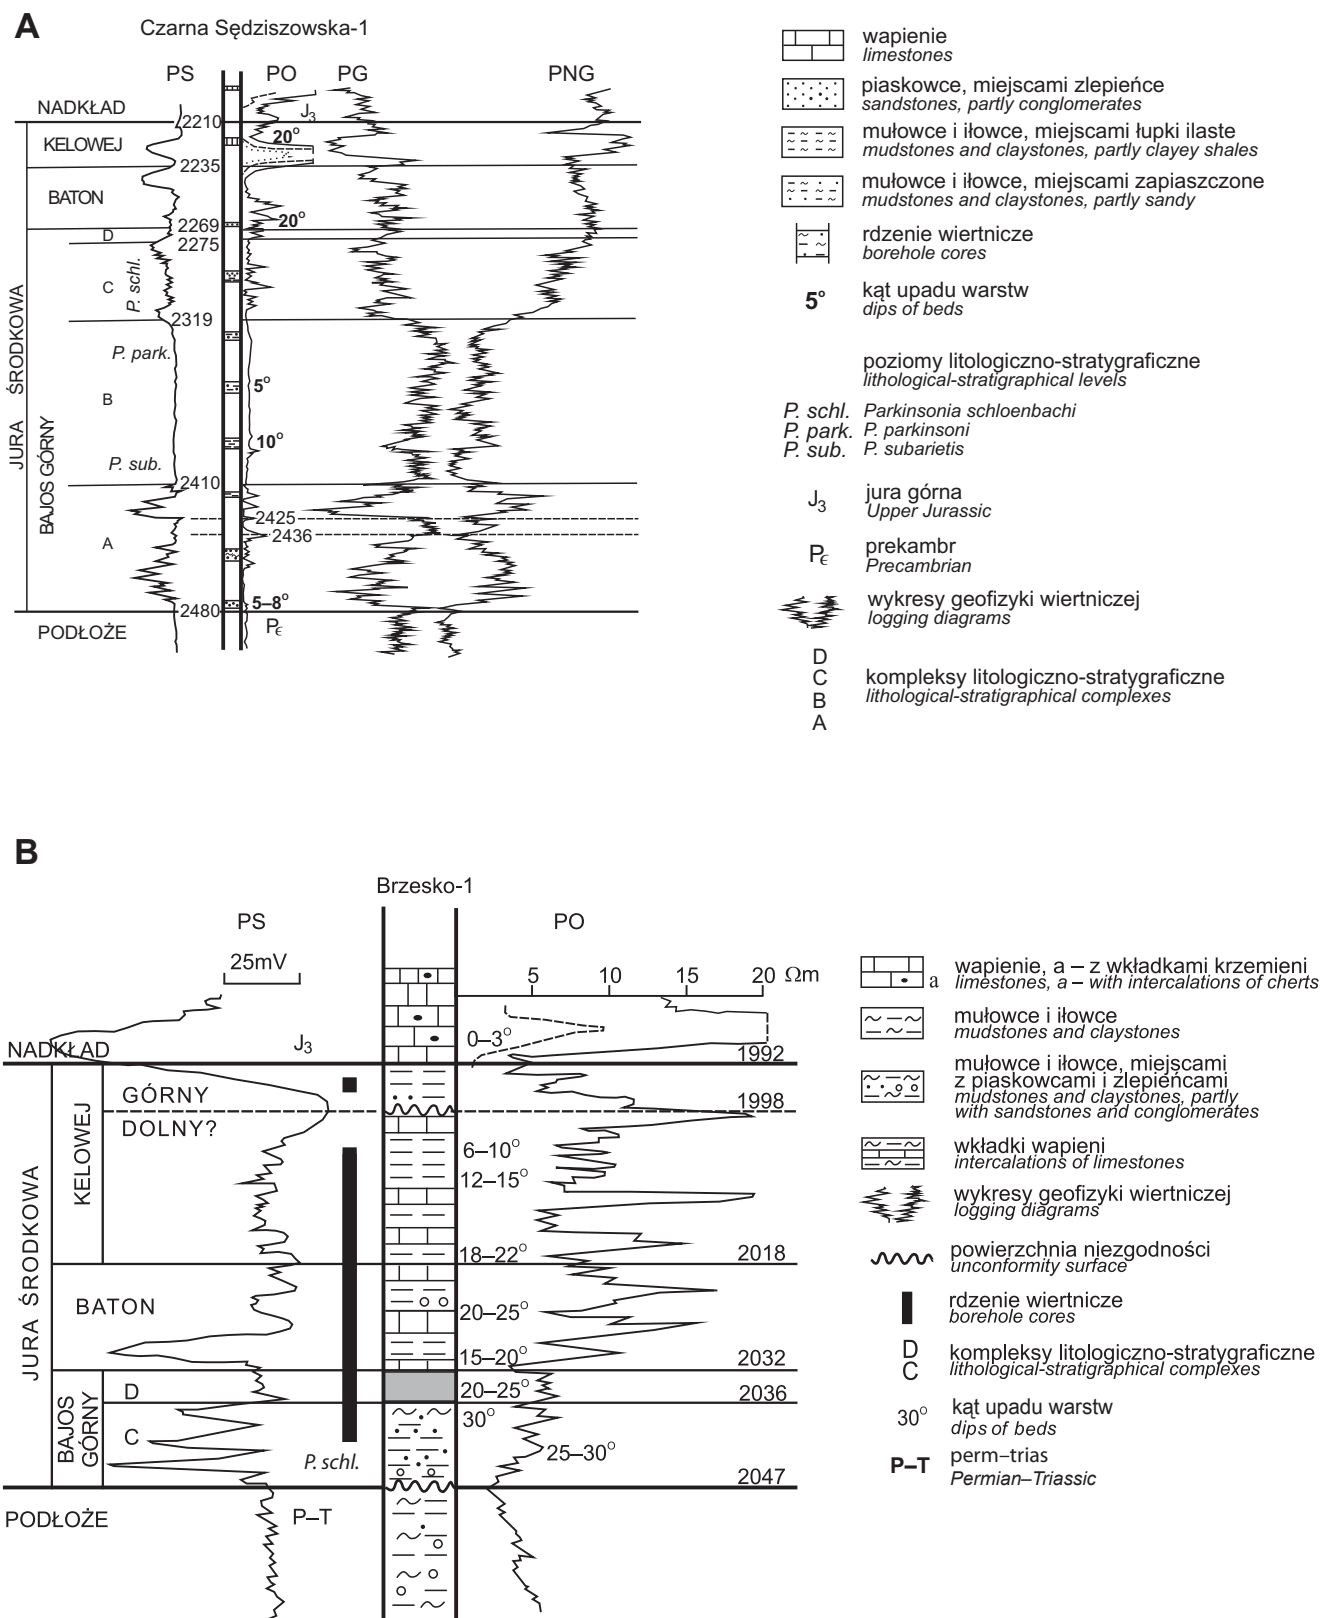 A
Czarna Sędziszowska-1
PS
PO
PG
PNG
NADKŁAD
J3
2210
KELOWEJ
20°
2235
BATON
2269
20°
D
2275
C
P. schl.
2319
P. park.
B
5°
10°
P. sub.
2410
2425
2436
A
2480
5–8°
PODŁOŻE
PЄ
JURA ŚRODKOWA
BAJOS GÓRNY
wapienie
limestones
piaskowce, miejscami zlepieńce
sandstones, partly conglomerates
mułowce i iłowce, miejscami łupki ilaste
mudstones and claystones, partly clayey shales
mułowce i iłowce, miejscami zapiaszczone
mudstones and claystones, partly sandy
rdzenie wiertnicze
borehole cores
5° kąt upadu warstw
dips of beds
poziomy litologiczno-stratygraficzne
lithological-stratigraphical levels
P. schl. Parkinsonia schloenbachi
P. park. P. parkinsoni
P. sub. P. subarietis
J3 jura górna
Upper Jurassic
PЄ prekambr
Precambrian
wykresy geofizyki wiertniczej
logging diagrams
D
C kompleksy litologiczno-stratygraficzne
B lithological-stratigraphical complexes
A
B
Brzesko-1
PS
PO
25mV
5 10 15 20 Ωm
NADKŁAD
J3
0–3°
1992
GÓRNY
1998
DOLNY?
KELOWEJ
6–10°
12–15°
18–22°
2018
BATON
20–25°
15–20°
2032
D
20–25°
2036
30°
C
25–30°
P. schl.
2047
JURA ŚRODKOWA
BAJOS
GÓRNY
PODŁOŻE
P–T
a wapienie, a – z wkładkami krzemieni
limestones, a – with intercalations of cherts
mułowce i iłowce
mudstones and claystones
mułowce i iłowce, miejscami
z piaskowcami i zlepieńcami
mudstones and claystones, partly
with sandstones and conglomerates
wkładki wapieni
intercalations of limestones
wykresy geofizyki wiertniczej
logging diagrams
powierzchnia niezgodności
unconformity surface
rdzenie wiertnicze
borehole cores
D kompleksy litologiczno-stratygraficzne
C lithological-stratigraphical complexes
30° kąt upadu warstw
dips of beds
P–T perm–trias
Permian–Triassic